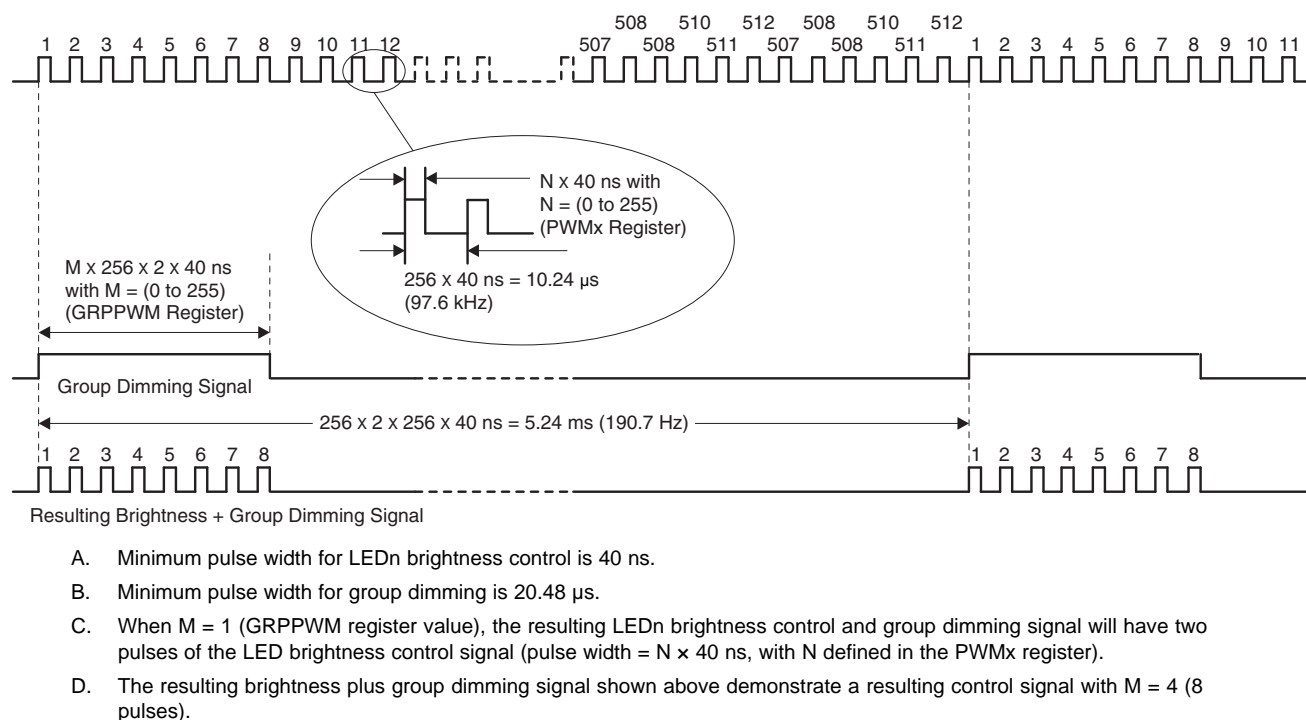 508 510 512 508 510 512
1 2 3 4 5 6 7 8 9 10 11 12 507 508 511 507 508 511 1 2 3 4 5 6 7 8 9 10 11
N x 40 ns with
N = (0 to 255)
(PWMx Register)
256 x 40 ns = 10.24 µs
(97.6 kHz)
M x 256 x 2 x 40 ns
with M = (0 to 255)
(GRPPWM Register)
Group Dimming Signal
256 x 2 x 256 x 40 ns = 5.24 ms (190.7 Hz)
1 2 3 4 5 6 7 8 1 2 3 4 5 6 7 8
Resulting Brightness + Group Dimming Signal
A. Minimum pulse width for LEDn brightness control is 40 ns.
B. Minimum pulse width for group dimming is 20.48 µs.
C. When M = 1 (GRPPWM register value), the resulting LEDn brightness control and group dimming signal will have two
pulses of the LED brightness control signal (pulse width = N × 40 ns, with N defined in the PWMx register).
D. The resulting brightness plus group dimming signal shown above demonstrate a resulting control signal with M = 4 (8
pulses).